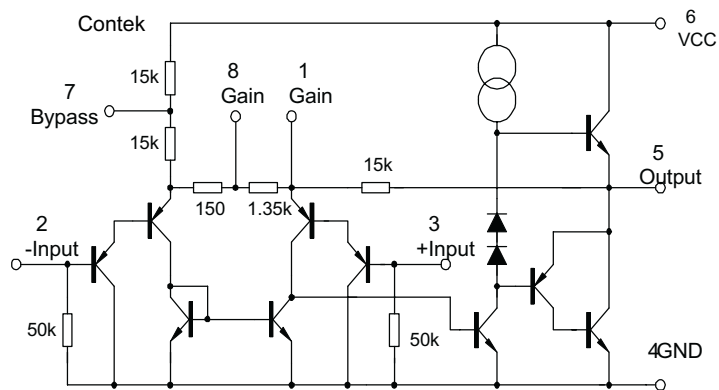 Contek
6
VCC
15k
7
Bypass
8
Gain
1
Gain
15k
15k
5
Output
150
1.35k
2
-Input
3
+Input
50k
50k
4GND